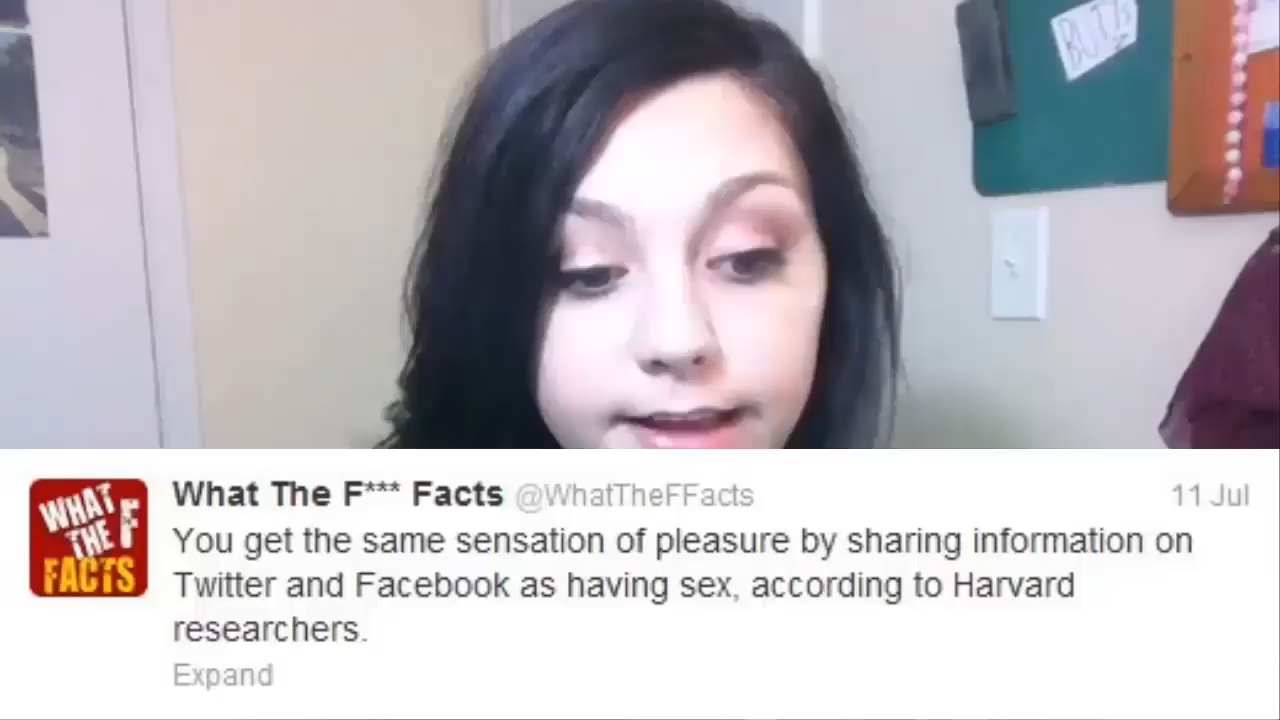 BUTTS
WHAT
THE F
FACTS
What The F*** Facts @WhatTheFFacts 11 Jul
You get the same sensation of pleasure by sharing information on
Twitter and Facebook as having sex, according to Harvard
researchers.
Expand